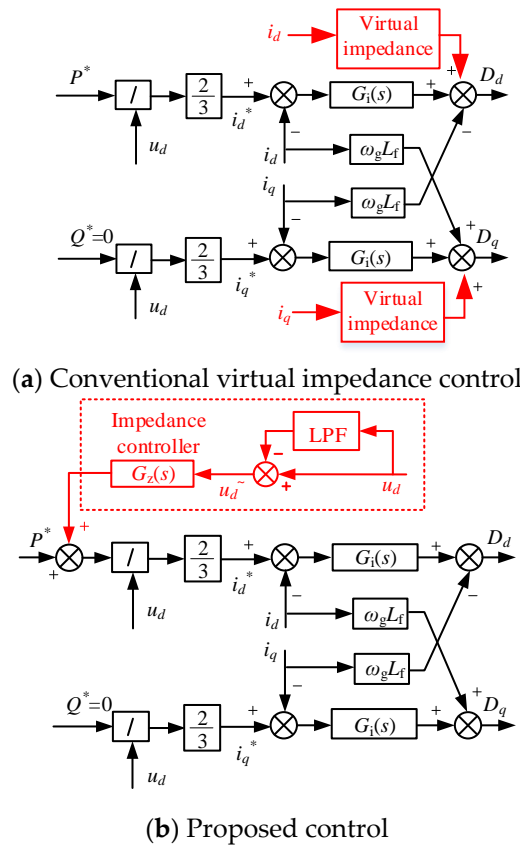 i_d Virtual impedance
P* / 2/3 + i_d* − G_i(s) + + D_d
u_d i_d ω_gL_f −
i_q ω_gL_f
Q*=0 / 2/3 + i_q* − G_i(s) + + D_q
u_d i_q Virtual impedance +
(a) Conventional virtual impedance control
Impedance controller LPF
G_z(s) u_d~ − + u_d
+
P* + / 2/3 + i_d* − G_i(s) + D_d
u_d i_d ω_gL_f −
i_q ω_gL_f
Q*=0 / 2/3 + i_q* − G_i(s) + + D_q
u_d
(b) Proposed control